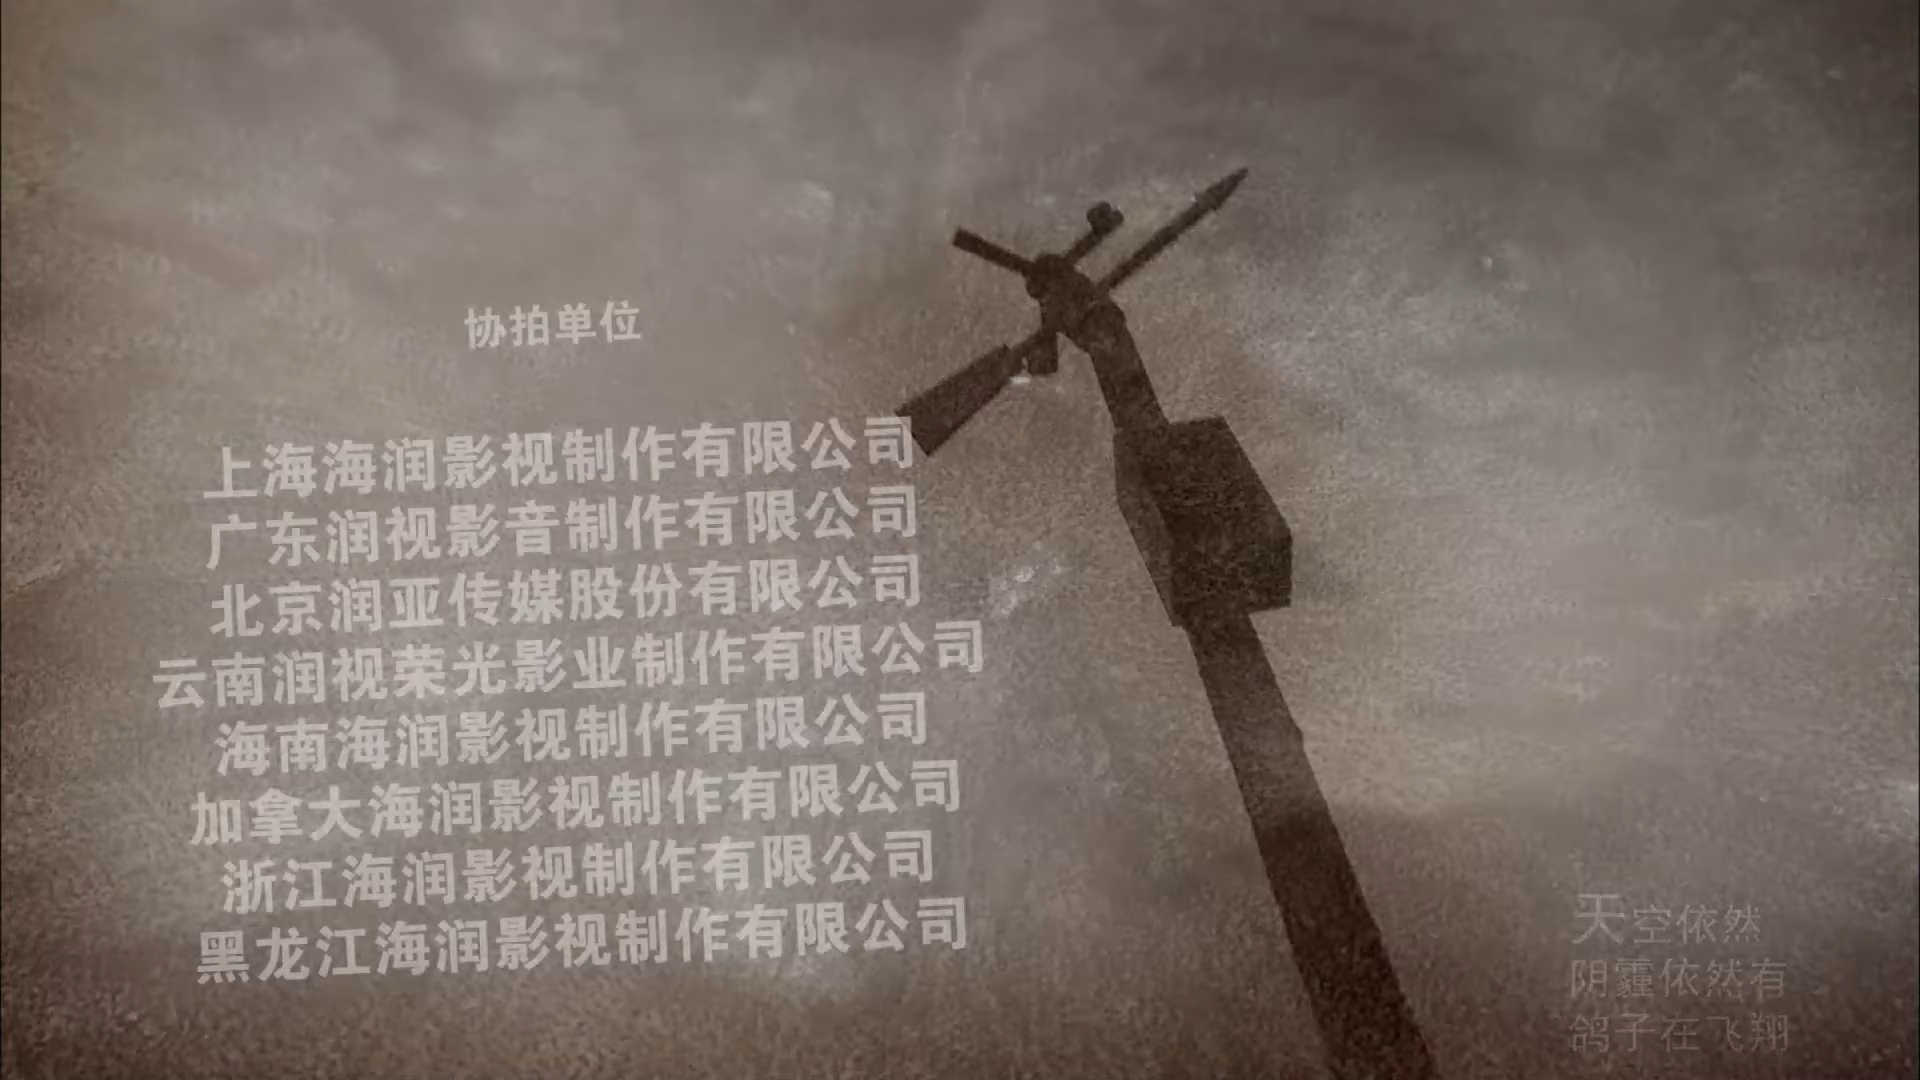 协拍单位
上海海润影视制作有限公司
广东润视影音制作有限公司
北京润亚传媒股份有限公司
云南润视荣光影业制作有限公司
海南海润影视制作有限公司
加拿大海润影视制作有限公司
浙江海润影视制作有限公司
黑龙江海润影视制作有限公司
天空依然
阴霾依然有
鸽子在飞翔